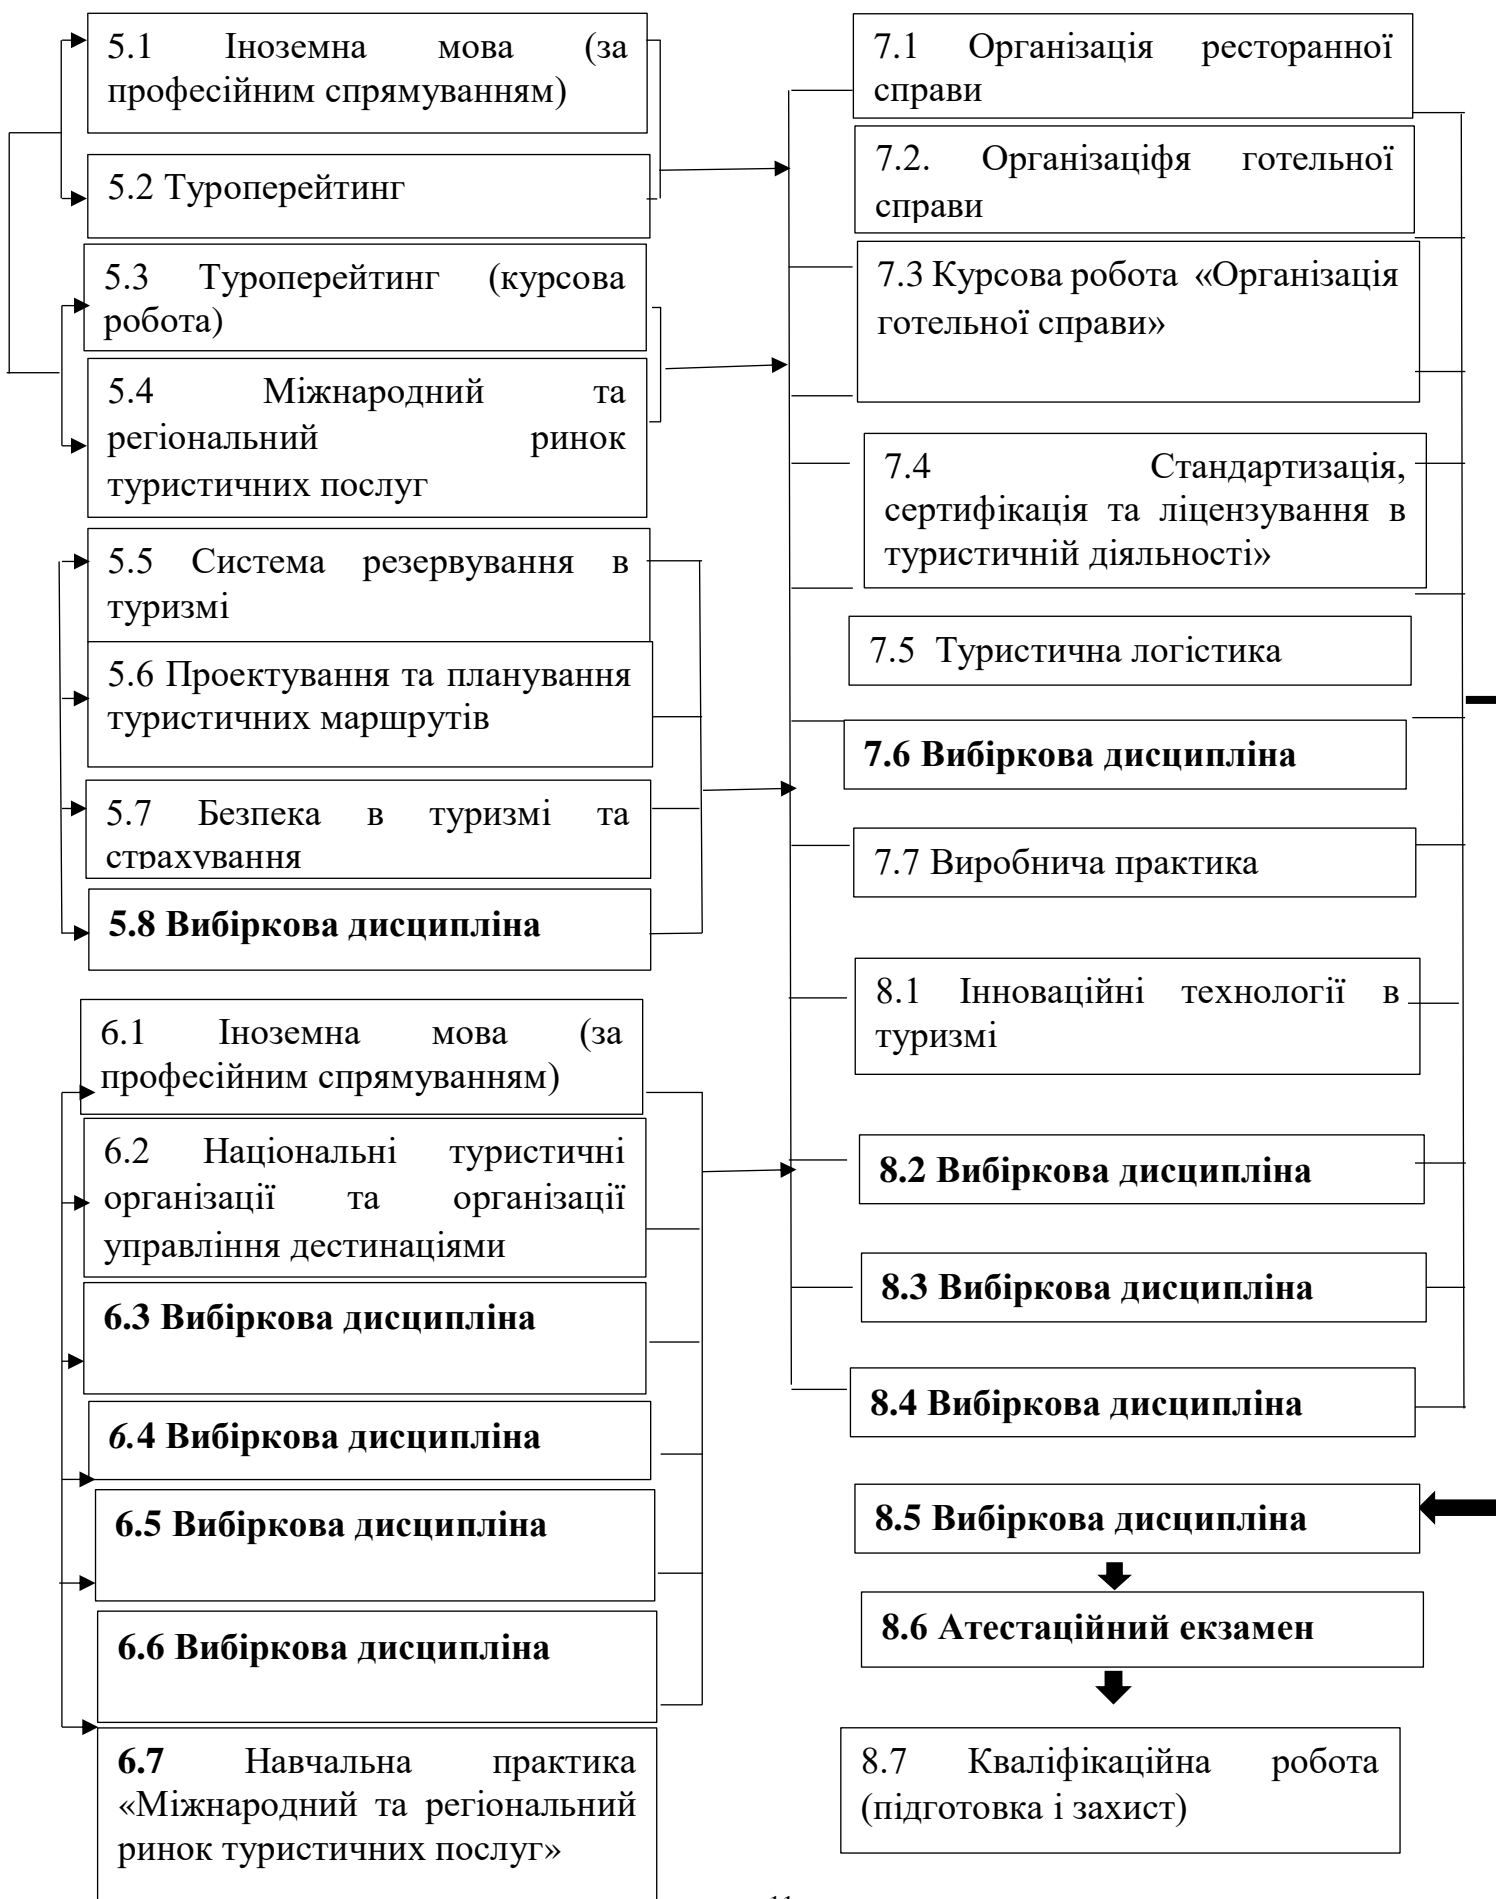 5.1 Іноземна мова (за
професійним спрямуванням)
5.2 Туроперейтинг
5.3 Туроперейтинг (курсова
робота)
5.4 Міжнародний та
регіональний ринок
туристичних послуг
5.5 Система резервування в
туризмі
5.6 Проектування та планування
туристичних маршрутів
5.7 Безпека в туризмі та
страхування
5.8 Вибіркова дисципліна
6.1 Іноземна мова (за
професійним спрямуванням)
6.2 Національні туристичні
організації та організації
управління дестинаціями
6.3 Вибіркова дисципліна
6.4 Вибіркова дисципліна
6.5 Вибіркова дисципліна
6.6 Вибіркова дисципліна
6.7 Навчальна практика
«Міжнародний та регіональний
ринок туристичних послуг»
7.1 Організація ресторанної
справи
7.2. Організаціфя готельної
справи
7.3 Курсова робота «Організація
готельної справи»
7.4 Стандартизація,
сертифікація та ліцензування в
туристичній діяльності»
7.5 Туристична логістика
7.6 Вибіркова дисципліна
7.7 Виробнича практика
8.1 Інноваційні технології в
туризмі
8.2 Вибіркова дисципліна
8.3 Вибіркова дисципліна
8.4 Вибіркова дисципліна
8.5 Вибіркова дисципліна
8.6 Атестаційний екзамен
8.7 Кваліфікаційна робота
(підготовка і захист)